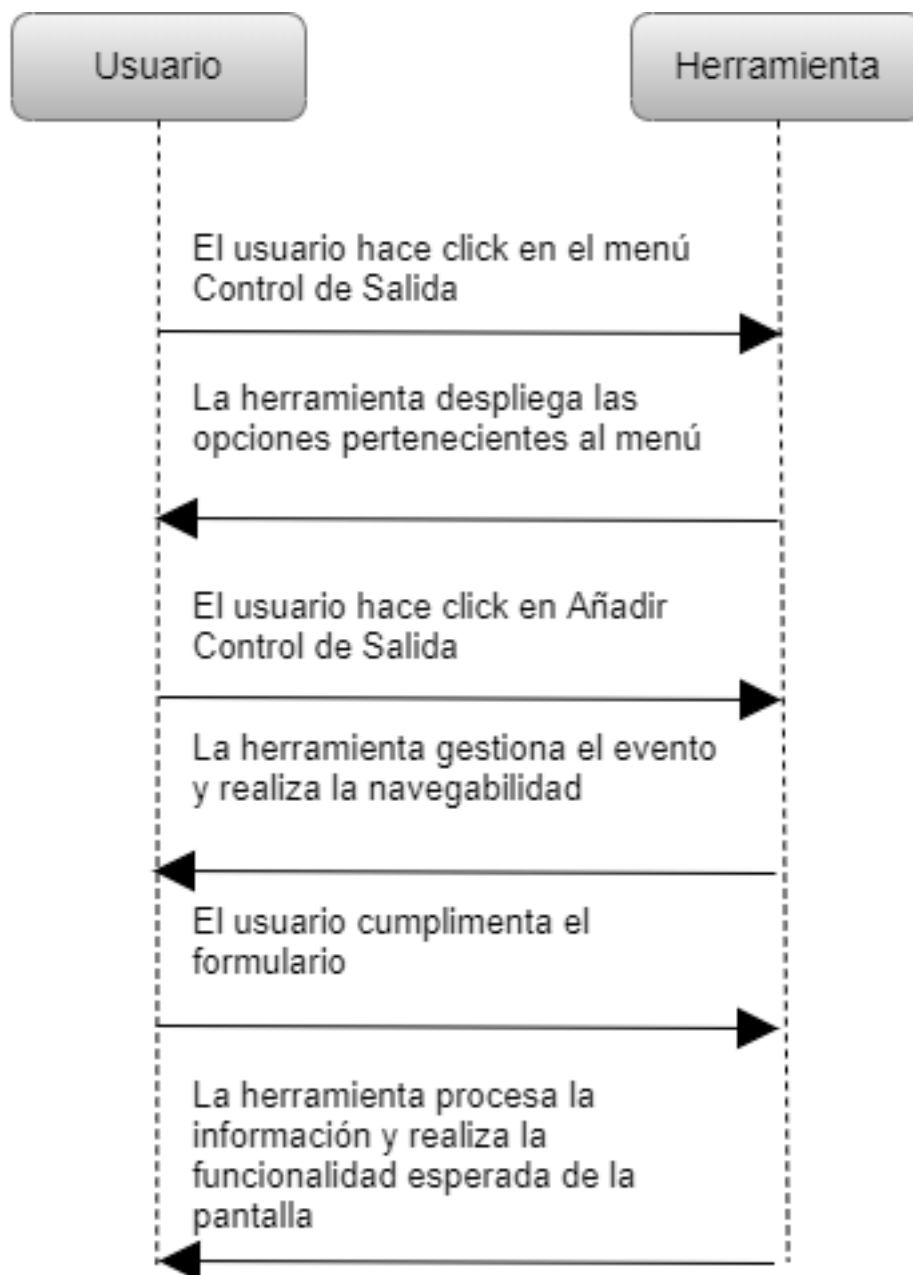 Usuario
Herramienta
El usuario hace click en el menú
Control de Salida
La herramienta despliega las
opciones pertenecientes al menú
El usuario hace click en Añadir
Control de Salida
La herramienta gestiona el evento
y realiza la navegabilidad
El usuario cumplimenta el
formulario
La herramienta procesa la
información y realiza la
funcionalidad esperada de la
pantalla